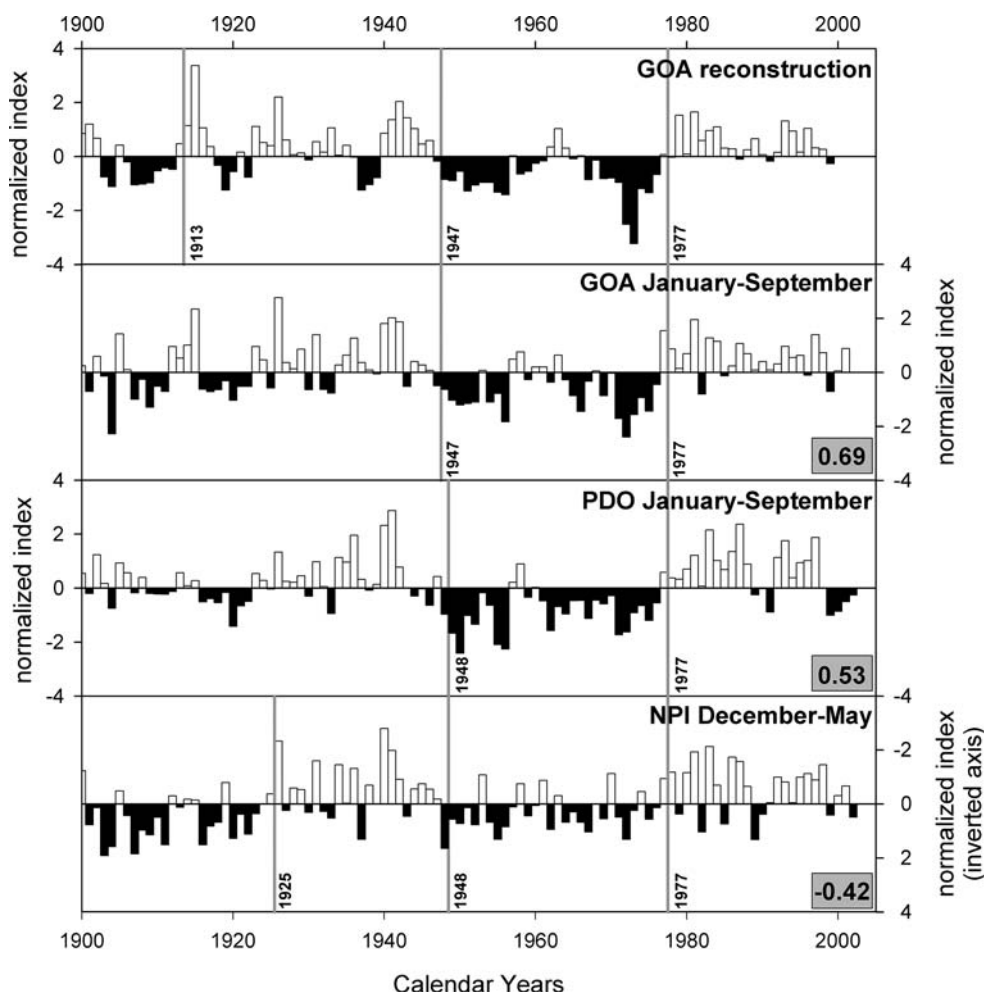 1900 1920 1940 1960 1980 2000
4
2
0
-2
-4
normalized index
GOA reconstruction
1913
1947
1977
4
2
0
-2
-4
normalized index
GOA January-September
1947
1977
0.69
4
2
0
-2
-4
normalized index
PDO January-September
1948
1977
0.53
-4
-2
0
2
4
normalized index
(inverted axis)
NPI December-May
1925
1948
1977
-0.42
1900 1920 1940 1960 1980 2000
Calendar Years